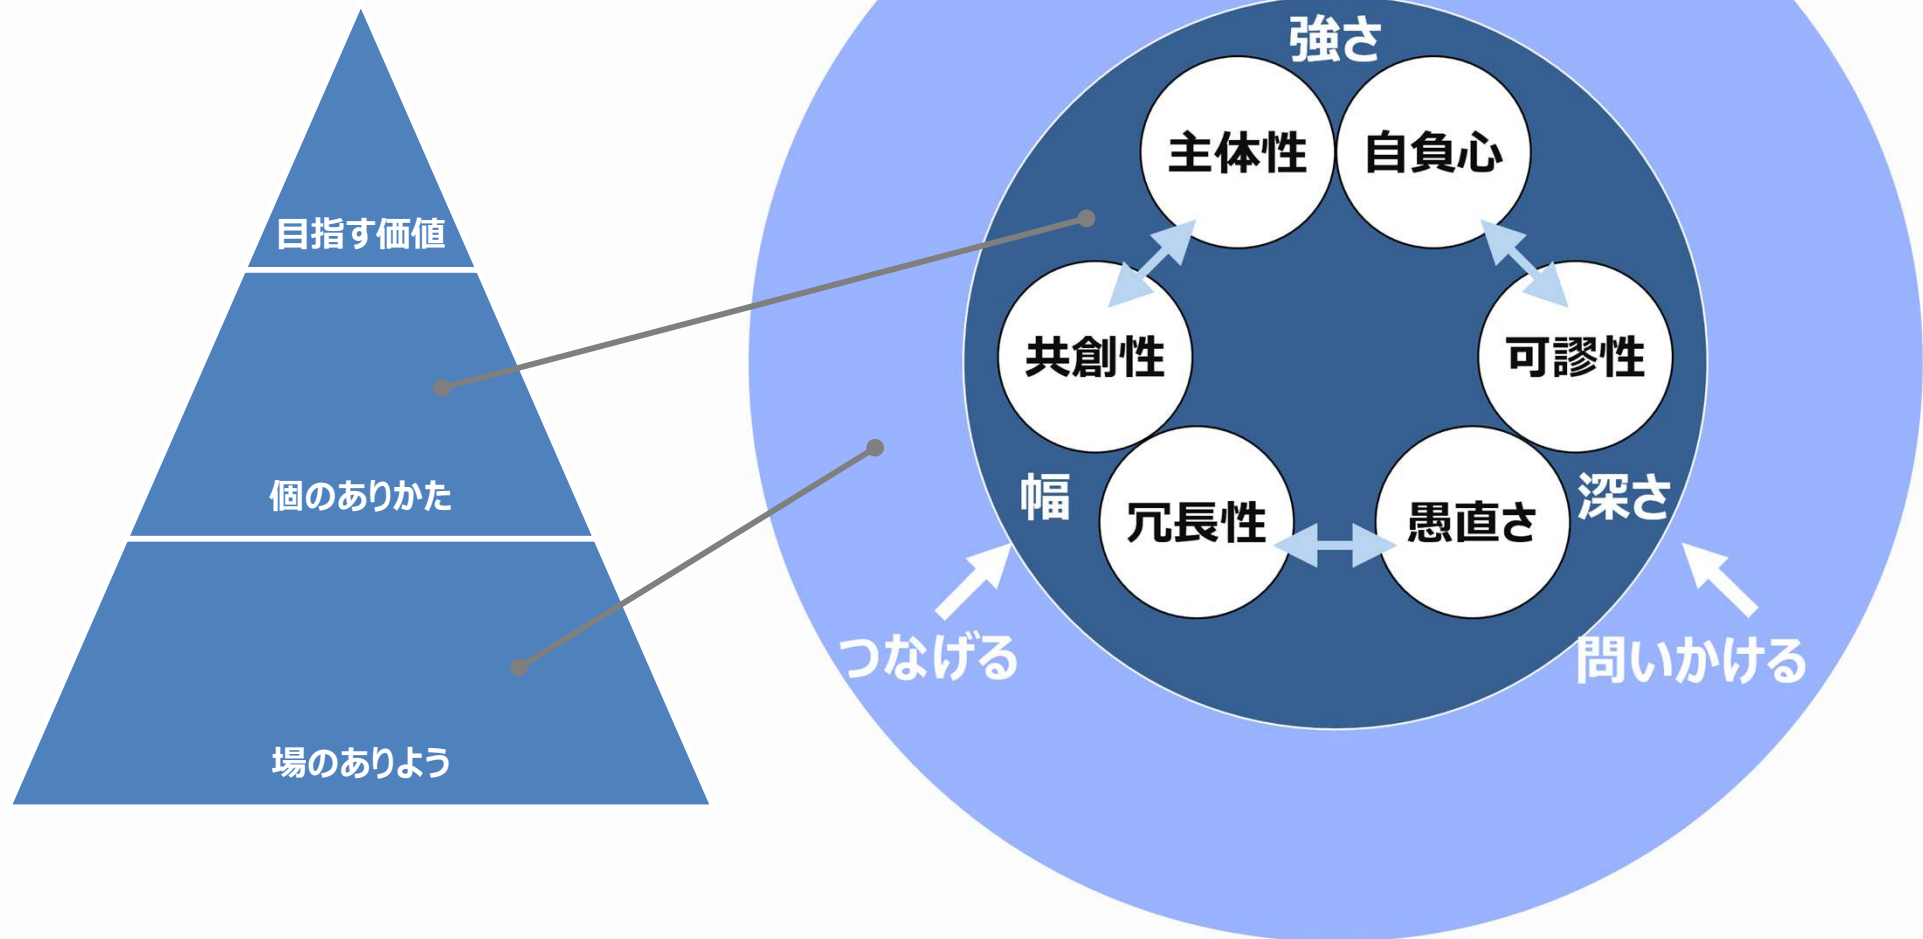 目指す価値
個のありかた
場のありよう
強さ
主体性
自負心
共創性
可謬性
幅
深さ
冗長性
愚直さ
つなげる
問いかける